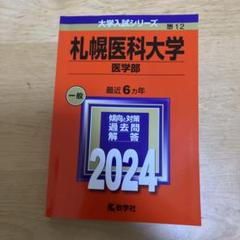 大学入試シリーズ
12
札幌医科大学
医学部
一般
最近6カ年
傾向と対策
過去問
解答
2024
教学社